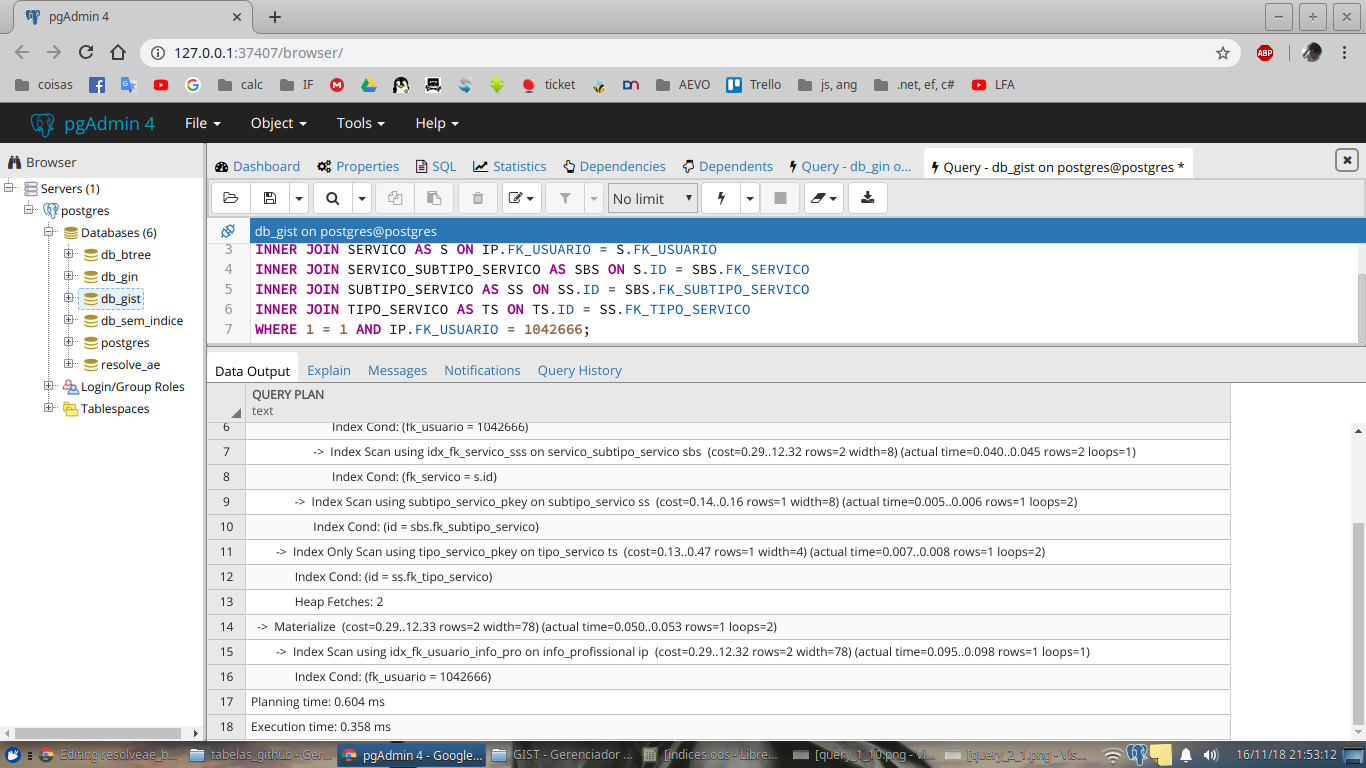 pgAdmin 4
127.0.0.1:37407/browser/
ABP
coisas calc IF ticket AEVO Trello js, ang .net, ef, c# LFA
pgAdmin 4 File Object Tools Help
Browser
Dashboard Properties SQL Statistics Dependencies Dependents Query - db_gin o... Query - db_gist on postgres@postgres *
Servers (1)
postgres
Databases (6)
db_btree
db_gin
db_gist
db_sem_indice
postgres
resolve_ae
Login/Group Roles
Tablespaces
No limit
db_gist on postgres@postgres
3 INNER JOIN SERVICO AS S ON IP.FK_USUARIO = S.FK_USUARIO
4 INNER JOIN SERVICO_SUBTIPO_SERVICO AS SBS ON S.ID = SBS.FK_SERVICO
5 INNER JOIN SUBTIPO_SERVICO AS SS ON SS.ID = SBS.FK_SUBTIPO_SERVICO
6 INNER JOIN TIPO_SERVICO AS TS ON TS.ID = SS.FK_TIPO_SERVICO
7 WHERE 1 = 1 AND IP.FK_USUARIO = 1042666;
Data Output Explain Messages Notifications Query History
QUERY PLAN
text
6 Index Cond: (fk_usuario = 1042666)
7 -> Index Scan using idx_fk_servico_sss on servico_subtipo_servico sbs (cost=0.29..12.32 rows=2 width=8) (actual time=0.040..0.045 rows=2 loops=1)
8 Index Cond: (fk_servico = s.id)
9 -> Index Scan using subtipo_servico_pkey on subtipo_servico ss (cost=0.14..0.16 rows=1 width=8) (actual time=0.005..0.006 rows=1 loops=2)
10 Index Cond: (id = sbs.fk_subtipo_servico)
11 -> Index Only Scan using tipo_servico_pkey on tipo_servico ts (cost=0.13..0.47 rows=1 width=4) (actual time=0.007..0.008 rows=1 loops=2)
12 Index Cond: (id = ss.fk_tipo_servico)
13 Heap Fetches: 2
14 -> Materialize (cost=0.29..12.33 rows=2 width=78) (actual time=0.050..0.053 rows=1 loops=2)
15 -> Index Scan using idx_fk_usuario_info_pro on info_profissional ip (cost=0.29..12.32 rows=2 width=78) (actual time=0.095..0.098 rows=1 loops=1)
16 Index Cond: (fk_usuario = 1042666)
17 Planning time: 0.604 ms
18 Execution time: 0.358 ms
Editing resolveae_b... tabelas_github - Ger... pgAdmin 4 - Google... GIST - Gerenciador ... [indices.ods - Libre... [query_1_10.png - Vi... [query_2_1.png - Vis... 16/11/18 21:53:12